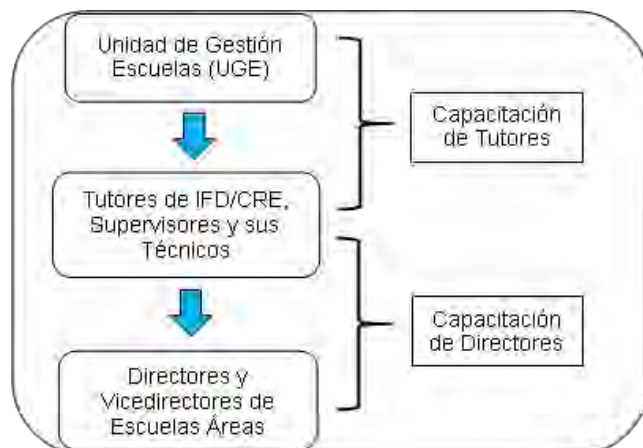 Unidad de Gestión
Escuelas (UGE)
Capacitación
de Tutores
Tutores de IFD/CRE,
Supervisores y sus
Técnicos
Capacitación
de Directores
Directores y
Vicedirectores de
Escuelas Áreas